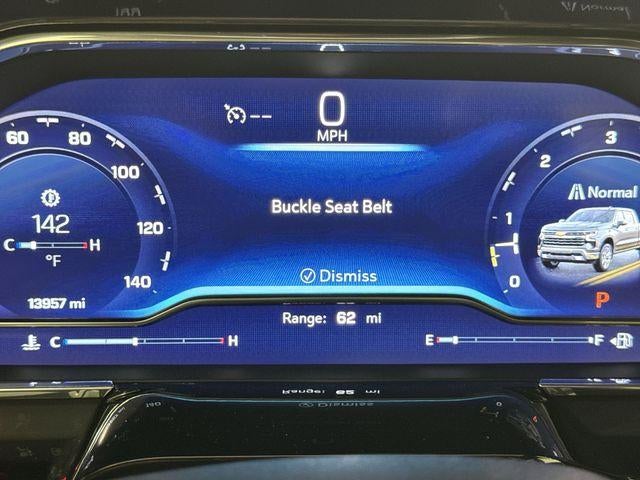 0
MPH
--
60
80
100
120
140
142
C H
°F
13957 mi
Buckle Seat Belt
Dismiss
Range: 62 mi
C H
E F
3
2
1
0
Normal
P